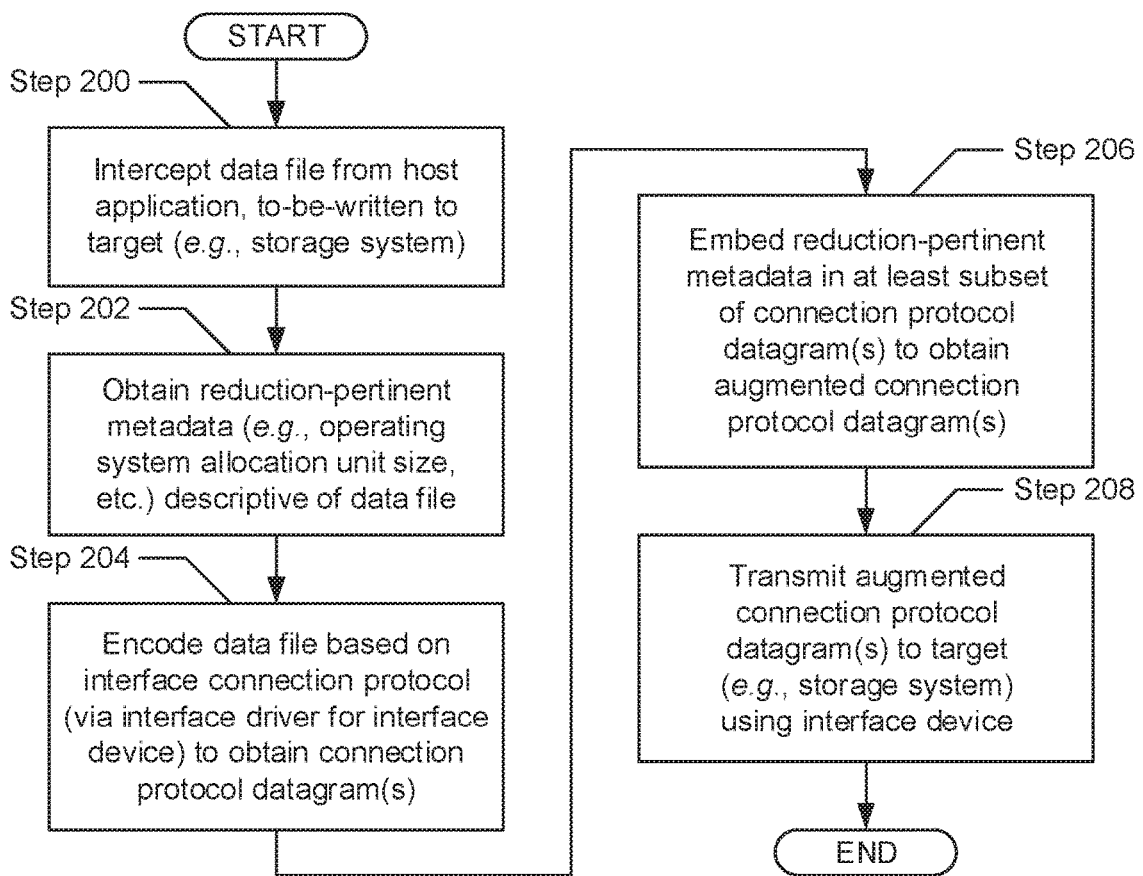 START
Step 200
Intercept data file from host
application, to-be-written to
target (e.g., storage system)
Step 202
Obtain reduction-pertinent
metadata (e.g., operating
system allocation unit size,
etc.) descriptive of data file
Step 204
Encode data file based on
interface connection protocol
(via interface driver for interface
device) to obtain connection
protocol datagram(s)
Step 206
Embed reduction-pertinent
metadata in at least subset
of connection protocol
datagram(s) to obtain
augmented connection
protocol datagram(s)
Step 208
Transmit augmented
connection protocol
datagram(s) to target
(e.g., storage system)
using interface device
END